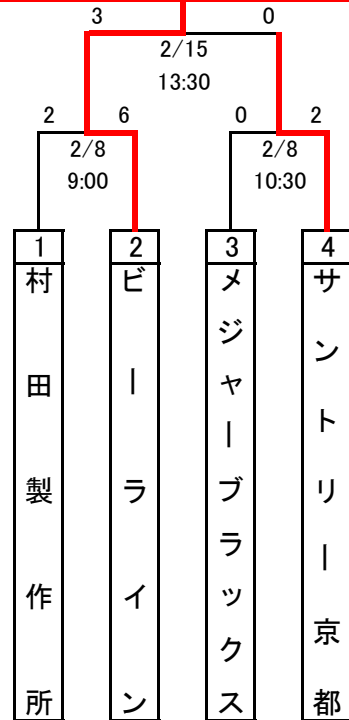 3 0
2/15
13:30
2 6 0 2
2/8 2/8
9:00 10:30
1 2 3 4
村田製作所
ビーライン
メジャーブラックス
サントリー京都